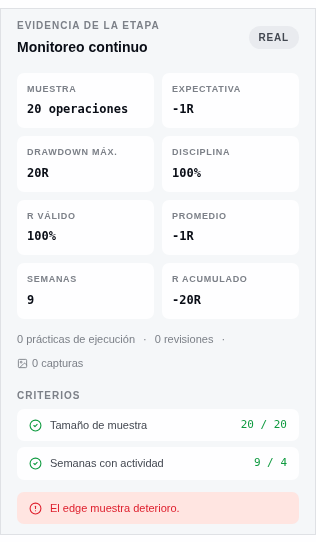 EVIDENCIA DE LA ETAPA
Monitoreo continuo
REAL
MUESTRA
20 operaciones
EXPECTATIVA
-1R
DRAWDOWN MÁX.
20R
DISCIPLINA
100%
R VÁLIDO
100%
PROMEDIO
-1R
SEMANAS
9
R ACUMULADO
-20R
0 prácticas de ejecución · 0 revisiones ·
0 capturas
CRITERIOS
Tamaño de muestra 20 / 20
Semanas con actividad 9 / 4
El edge muestra deterioro.